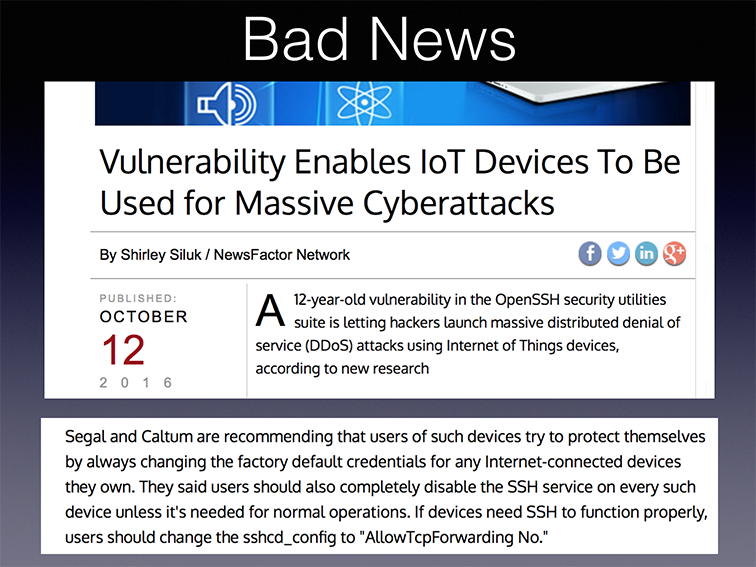 Bad News
Vulnerability Enables IoT Devices To Be
Used for Massive Cyberattacks
By Shirley Siluk / NewsFactor Network
f in g+
PUBLISHED:
OCTOBER
12
2 0 1 6
A 12-year-old vulnerability in the OpenSSH security utilities
suite is letting hackers launch massive distributed denial of
service (DDoS) attacks using Internet of Things devices,
according to new research
Segal and Caltum are recommending that users of such devices try to protect themselves
by always changing the factory default credentials for any Internet-connected devices
they own. They said users should also completely disable the SSH service on every such
device unless it's needed for normal operations. If devices need SSH to function properly,
users should change the sshcd_config to "AllowTcpForwarding No."